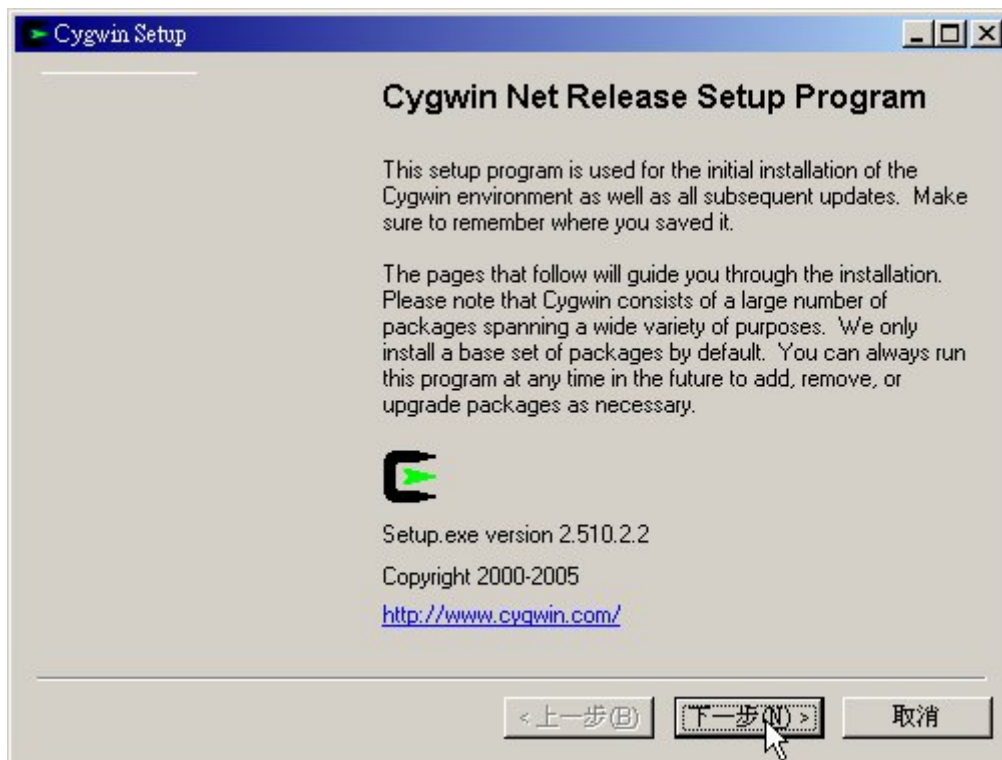 Cygwin Setup
Cygwin Net Release Setup Program
This setup program is used for the initial installation of the
Cygwin environment as well as all subsequent updates.  Make
sure to remember where you saved it.
The pages that follow will guide you through the installation.
Please note that Cygwin consists of a large number of
packages spanning a wide variety of purposes.  We only
install a base set of packages by default.  You can always run
this program at any time in the future to add, remove, or
upgrade packages as necessary.
Setup.exe version 2.510.2.2
Copyright 2000-2005
http://www.cygwin.com/
< 上一步(B) 下一步(N) > 取消